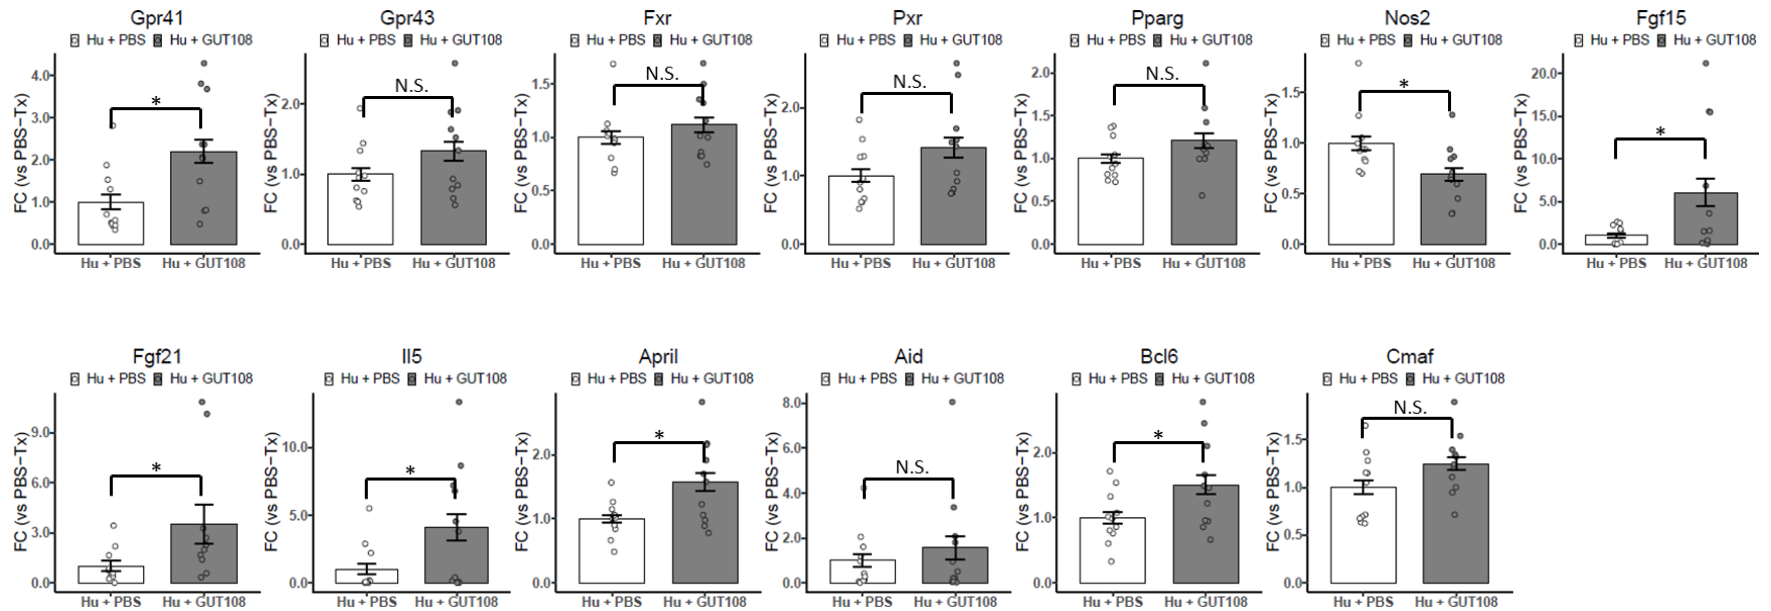 Gpr41
Hu + PBS Hu + GUT108
FC (vs PBS−Tx)
4.0
3.0
2.0
1.0
0.0
*
Hu + PBS Hu + GUT108
Gpr43
Hu + PBS Hu + GUT108
FC (vs PBS−Tx)
2.0
1.0
0.0
N.S.
Hu + PBS Hu + GUT108
Fxr
Hu + PBS Hu + GUT108
FC (vs PBS−Tx)
1.5
1.0
0.5
0.0
N.S.
Hu + PBS Hu + GUT108
Pxr
Hu + PBS Hu + GUT108
FC (vs PBS−Tx)
2.0
1.0
0.0
N.S.
Hu + PBS Hu + GUT108
Pparg
Hu + PBS Hu + GUT108
FC (vs PBS−Tx)
2.0
1.5
1.0
0.5
0.0
N.S.
Hu + PBS Hu + GUT108
Nos2
Hu + PBS Hu + GUT108
FC (vs PBS−Tx)
1.5
1.0
0.5
0.0
*
Hu + PBS Hu + GUT108
Fgf15
Hu + PBS Hu + GUT108
FC (vs PBS−Tx)
20.0
15.0
10.0
5.0
0.0
*
Hu + PBS Hu + GUT108
Fgf21
Hu + PBS Hu + GUT108
FC (vs PBS−Tx)
9.0
6.0
3.0
0.0
*
Hu + PBS Hu + GUT108
Il5
Hu + PBS Hu + GUT108
FC (vs PBS−Tx)
10.0
5.0
0.0
*
Hu + PBS Hu + GUT108
April
Hu + PBS Hu + GUT108
FC (vs PBS−Tx)
2.0
1.0
0.0
*
Hu + PBS Hu + GUT108
Aid
Hu + PBS Hu + GUT108
FC (vs PBS−Tx)
8.0
6.0
4.0
2.0
0.0
N.S.
Hu + PBS Hu + GUT108
Bcl6
Hu + PBS Hu + GUT108
FC (vs PBS−Tx)
2.0
1.0
0.0
*
Hu + PBS Hu + GUT108
Cmaf
Hu + PBS Hu + GUT108
FC (vs PBS−Tx)
1.5
1.0
0.5
0.0
N.S.
Hu + PBS Hu + GUT108